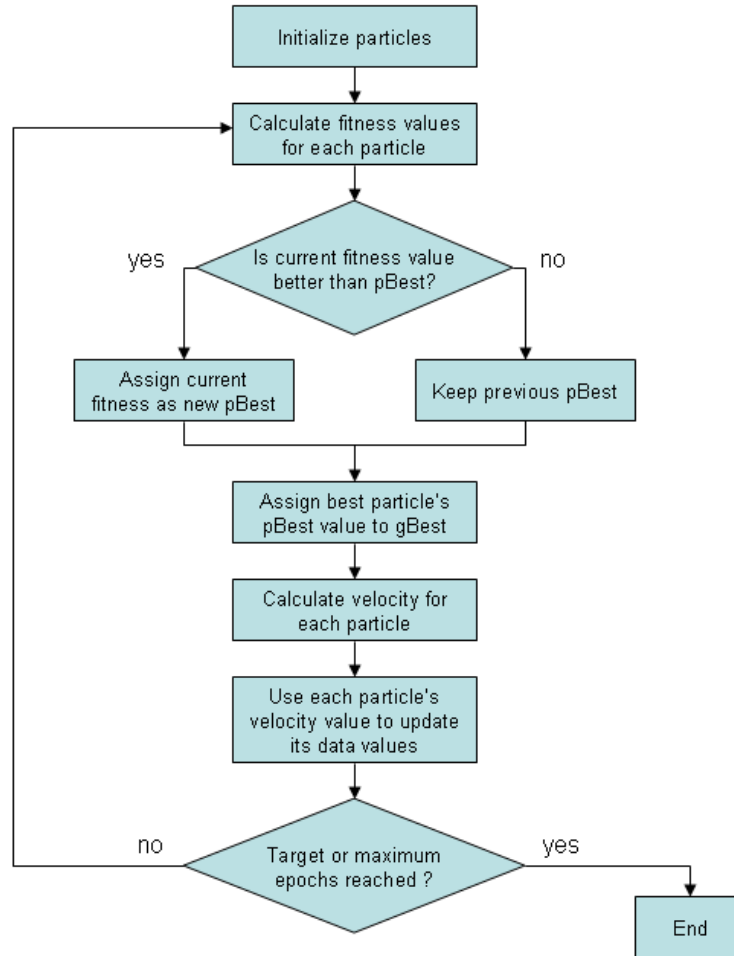 Initialize particles
Calculate fitness values
for each particle
Is current fitness value
better than pBest?
yes
no
Assign current
fitness as new pBest
Keep previous pBest
Assign best particle's
pBest value to gBest
Calculate velocity for
each particle
Use each particle's
velocity value to update
its data values
Target or maximum
epochs reached ?
no
yes
End